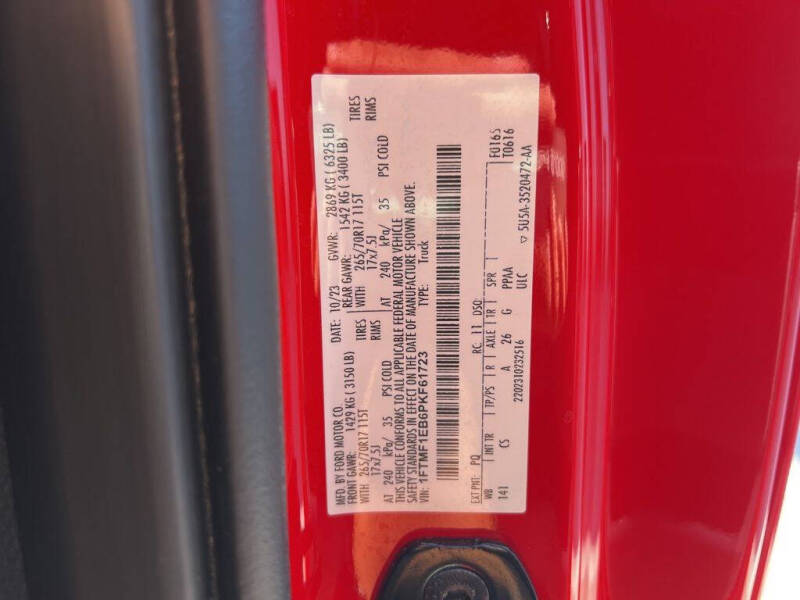 MFD. BY FORD MOTOR CO.
DATE: 10/23 GVWR: 2869 KG ( 6325 LB)
FRONT GAWR: 1429 KG ( 3150 LB) REAR GAWR: 1542 KG ( 3400 LB)
WITH 265/70R17 115T TIRES WITH 265/70R17 115T TIRES
17x7.5J RIMS 17x7.5J RIMS
AT 240 kPa/ 35 PSI COLD AT 240 kPa/ 35 PSI COLD
THIS VEHICLE CONFORMS TO ALL APPLICABLE FEDERAL MOTOR VEHICLE
SAFETY STANDARDS IN EFFECT ON THE DATE OF MANUFACTURE SHOWN ABOVE.
VIN: 1FTMF1EB6PKF61723 TYPE: Truck
EXT PNT: PQ RC: 11 DSO: FU165
WB INT TR TP/PS R AXLE TR SPR T0616
141 CS A 26 G PPAA
ULC
2202310232516 ▽ 5U5A-3520472-AA